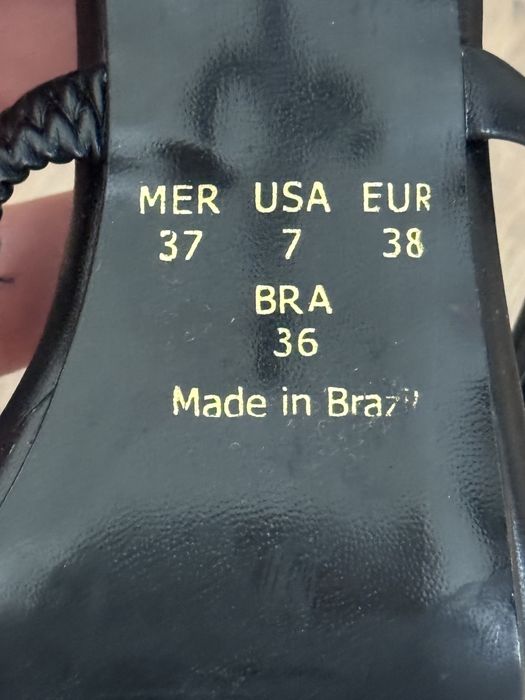 MER USA EUR
37 7 38
BRA
36
Made in Brazil